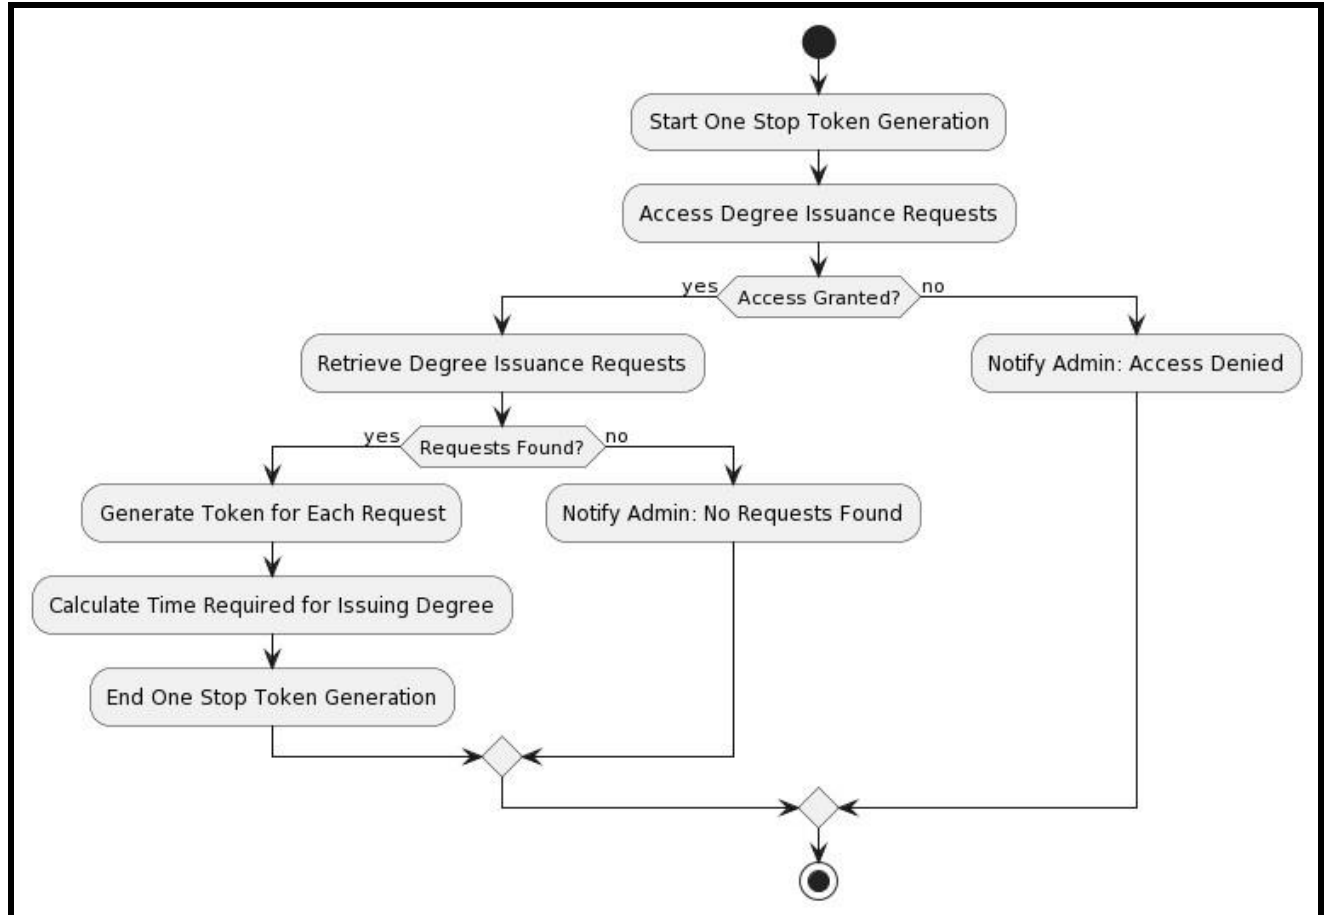 Start One Stop Token Generation
Access Degree Issuance Requests
yes
Access Granted?
no
Retrieve Degree Issuance Requests
Notify Admin: Access Denied
yes
Requests Found?
no
Generate Token for Each Request
Notify Admin: No Requests Found
Calculate Time Required for Issuing Degree
End One Stop Token Generation